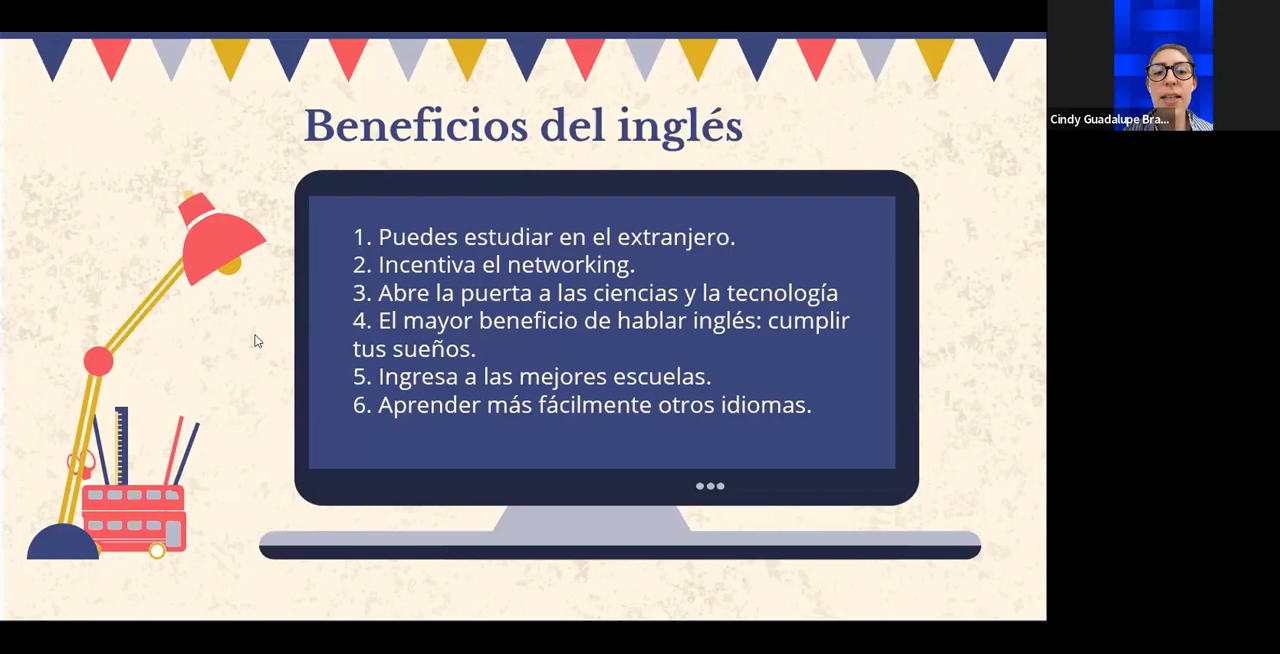 Beneficios del inglés
1. Puedes estudiar en el extranjero.
2. Incentiva el networking.
3. Abre la puerta a las ciencias y la tecnología
4. El mayor beneficio de hablar inglés: cumplir
tus sueños.
5. Ingresa a las mejores escuelas.
6. Aprender más fácilmente otros idiomas.
Cindy Guadalupe Bra...